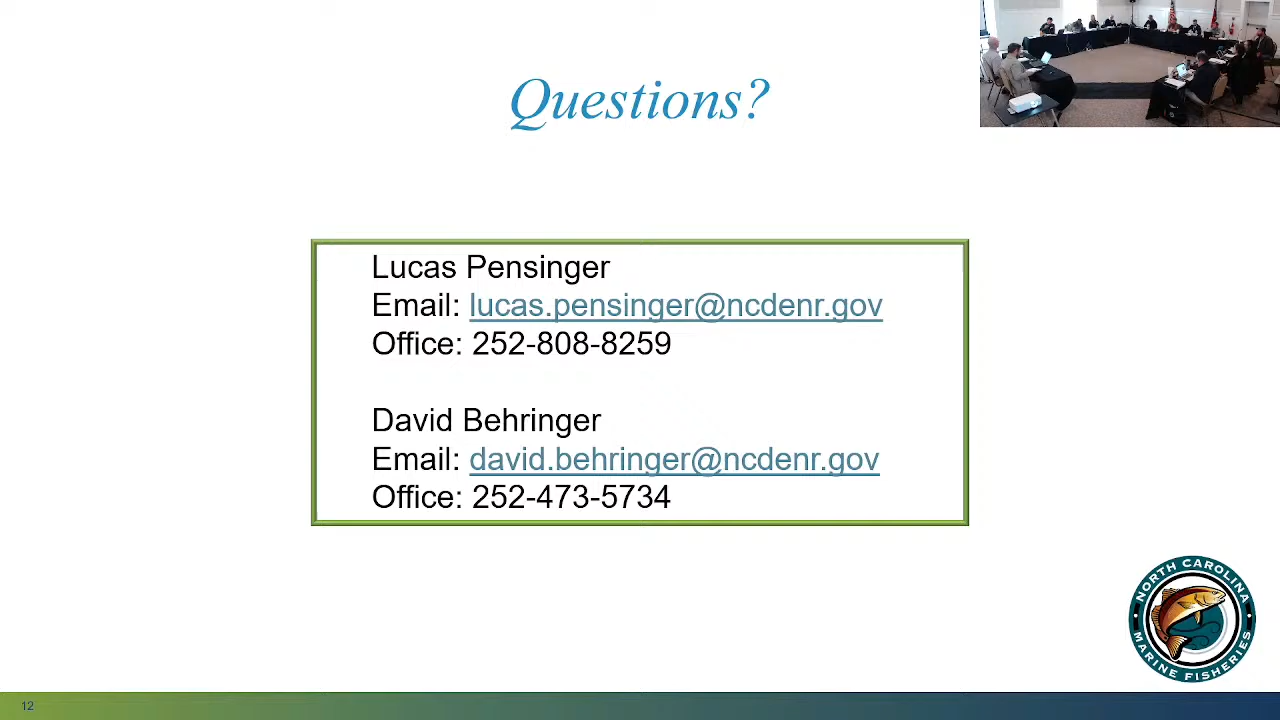 Questions?
Lucas Pensinger
Email: lucas.pensinger@ncdenr.gov
Office: 252-808-8259
David Behringer
Email: david.behringer@ncdenr.gov
Office: 252-473-5734
NORTH CAROLINA
MARINE FISHERIES
12